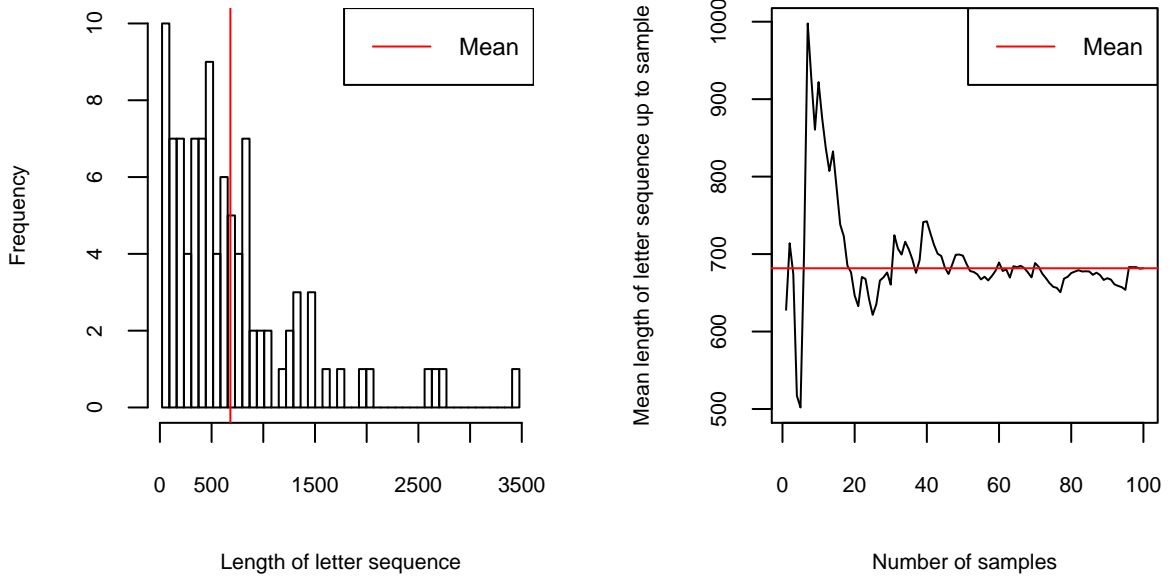 Frequency
10
8
6
4
2
0
Mean
0 500 1500 2500 3500
Length of letter sequence
Mean length of letter sequence up to sample
1000
900
800
700
600
500
Mean
0 20 40 60 80 100
Number of samples